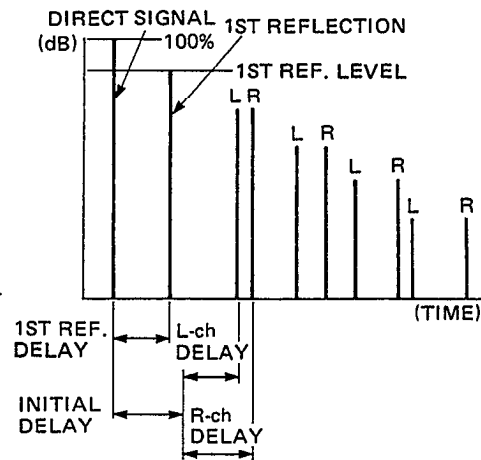 DIRECT SIGNAL
(dB)
100%
1ST REFLECTION
1ST REF. LEVEL
L R
L R
L R
L R
(TIME)
1ST REF.
DELAY
L-ch
DELAY
INITIAL
DELAY
R-ch
DELAY